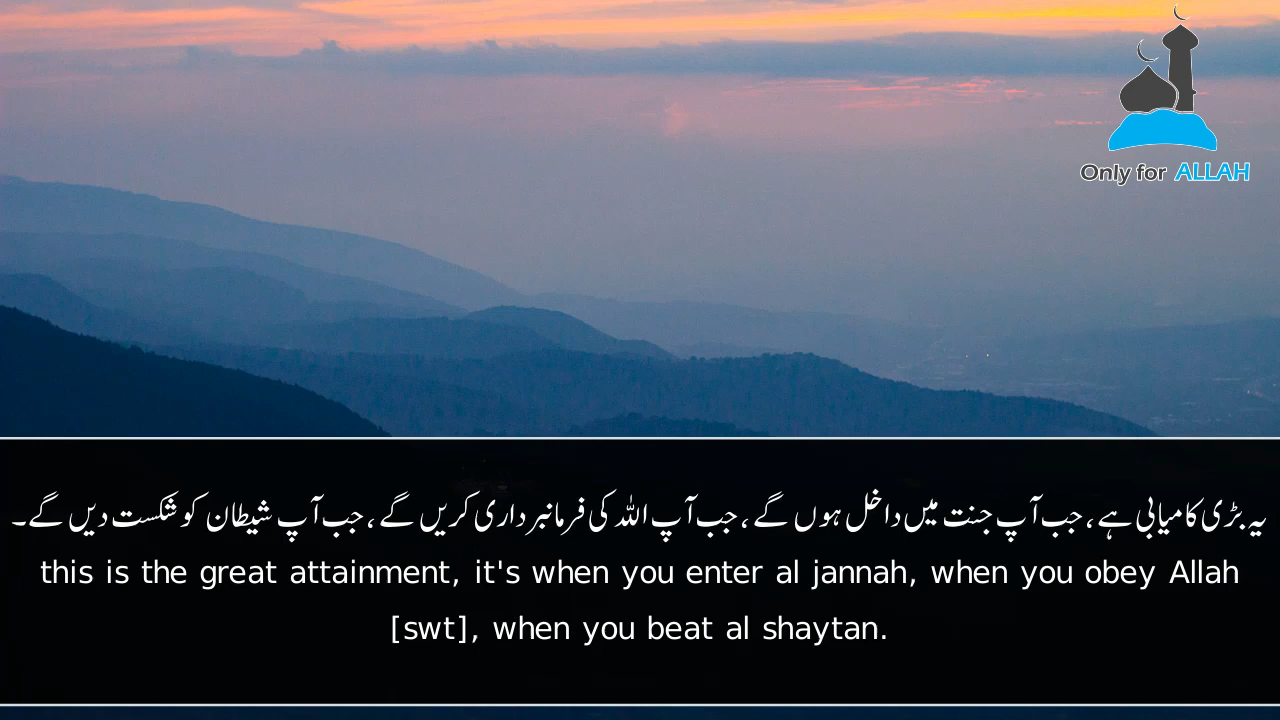 Only for ALLAH
یہ بڑی کامیابی ہے، جب آپ جنت میں داخل ہوں گے، جب آپ اللہ کی فرمانبرداری کریں گے، جب آپ شیطان کو شکست دیں گے۔
this is the great attainment, it's when you enter al jannah, when you obey Allah
[swt], when you beat al shaytan.